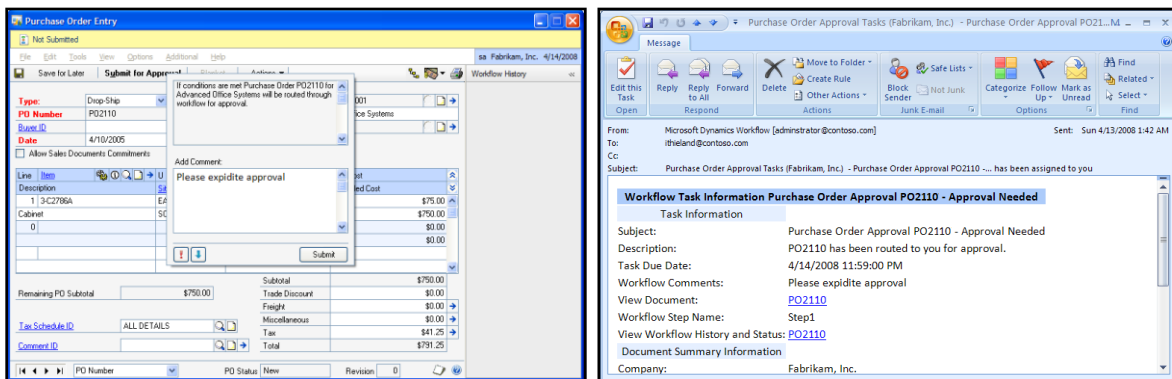 Purchase Order Entry
Not Submitted
File Edit Tools View Options Additional Help
sa Fabrikam, Inc. 4/14/2008
Save for Later Submit for Approval Actions
Workflow History
If conditions are met Purchase Order PO2110 for
Advanced Office Systems will be routed through
workflow for approval.
Type: Drop-Ship
PO Number PO2110
Buyer ID
Date 4/10/2005
Allow Sales Documents Commitments
Add Comment:
Please expidite approval
Line Item U
Description
1 3-C2786A EA $75.00
Cabinet $750.00
0 $0.00
$0.00
Submit
Remaining PO Subtotal $750.00
Subtotal $750.00
Trade Discount $0.00
Freight $0.00
Miscellaneous $0.00
Tax Schedule ID ALL DETAILS
Tax $41.25
Comment ID
Total $791.25
PO Number
PO Status New
Revision 0
Purchase Order Approval Tasks (Fabrikam, Inc.) - Purchase Order Approval PO21...M
Message
Edit this Task
Reply
Reply to All
Forward
Delete
Move to Folder
Create Rule
Other Actions
Block Sender
Safe Lists
Not Junk
Categorize
Follow Up
Mark as Unread
Find
Related
Select
Open Respond Actions Junk E-mail Options Find
From: Microsoft Dynamics Workflow [adminstrator@contoso.com]
Sent: Sun 4/13/2008 1:42 AM
To: ithieland@contoso.com
Cc:
Subject: Purchase Order Approval Tasks (Fabrikam, Inc.) - Purchase Order Approval PO2110 -... has been assigned to you
Workflow Task Information Purchase Order Approval PO2110 - Approval Needed
Task Information
Subject: Purchase Order Approval PO2110 - Approval Needed
Description: PO2110 has been routed to you for approval.
Task Due Date: 4/14/2008 11:59:00 PM
Workflow Comments: Please expidite approval
View Document: PO2110
Workflow Step Name: Step1
View Workflow History and Status: PO2110
Document Summary Information
Company: Fabrikam, Inc.